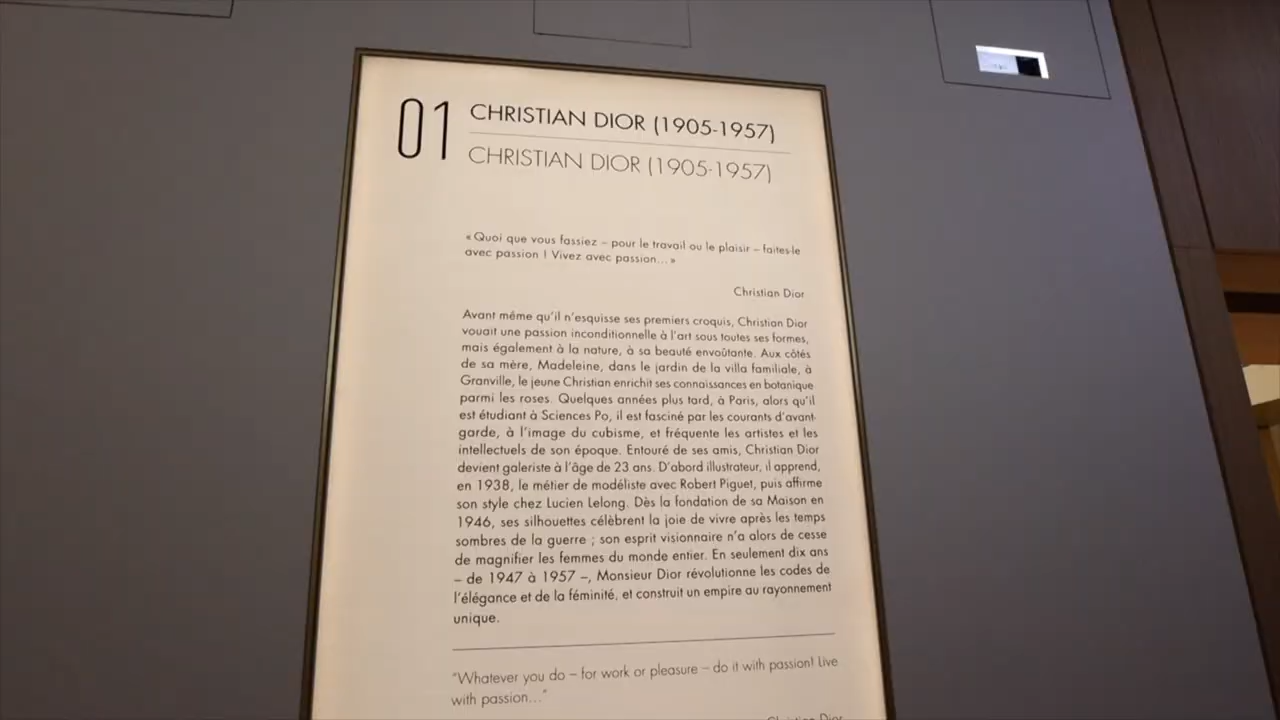 01
CHRISTIAN DIOR (1905-1957)
CHRISTIAN DIOR (1905-1957)
« Quoi que vous fassiez – pour le travail ou le plaisir – faites-le
avec passion ! Vivez avec passion... »
Christian Dior
Avant même qu'il n'esquisse ses premiers croquis, Christian Dior
vouait une passion inconditionnelle à l'art sous toutes ses formes,
mais également à la nature, à sa beauté envoûtante. Aux côtés
de sa mère, Madeleine, dans le jardin de la villa familiale, à
Granville, le jeune Christian enrichit ses connaissances en botanique
parmi les roses. Quelques années plus tard, à Paris, alors qu'il
est étudiant à Sciences Po, il est fasciné par les courants d'avant-
garde, à l'image du cubisme, et fréquente les artistes et les
intellectuels de son époque. Entouré de ses amis, Christian Dior
devient galeriste à l'âge de 23 ans. D'abord illustrateur, il apprend,
en 1938, le métier de modéliste avec Robert Piguet, puis affirme
son style chez Lucien Lelong. Dès la fondation de sa Maison en
1946, ses silhouettes célèbrent la joie de vivre après les temps
sombres de la guerre ; son esprit visionnaire n'a alors de cesse
de magnifier les femmes du monde entier. En seulement dix ans
– de 1947 à 1957 –, Monsieur Dior révolutionne les codes de
l'élégance et de la féminité, et construit un empire au rayonnement
unique.
"Whatever you do – for work or pleasure – do it with passion! Live
with passion..."
Christian Dior